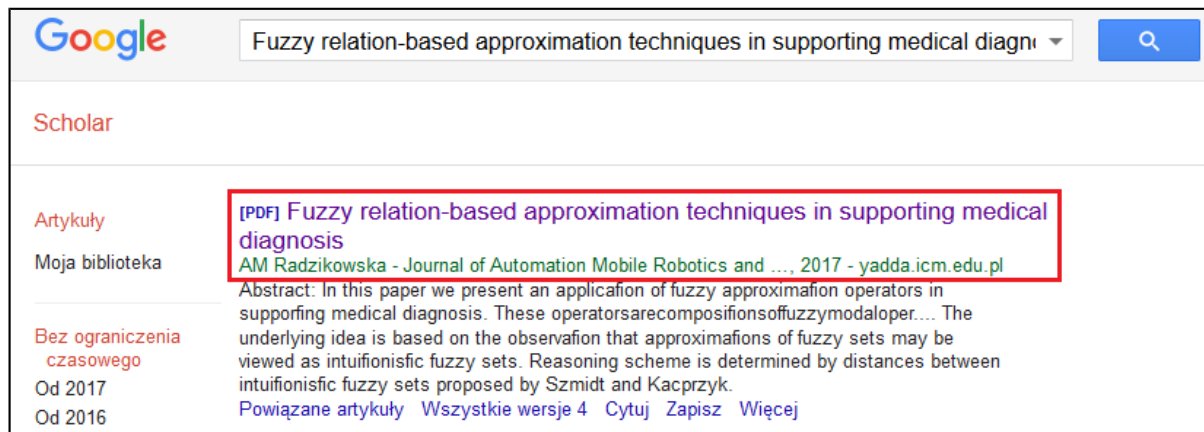 Google
Fuzzy relation-based approximation techniques in supporting medical diagn
Scholar
Artykuły
Moja biblioteka
Bez ograniczenia
czasowego
Od 2017
Od 2016
[PDF] Fuzzy relation-based approximation techniques in supporting medical
diagnosis
AM Radzikowska - Journal of Automation Mobile Robotics and …, 2017 - yadda.icm.edu.pl
Abstract: In this paper we present an applicafion of fuzzy approximafion operators in
supporfing medical diagnosis. These operatorsarecomposifionsoffuzzymodaloper.... The
underlying idea is based on the observafion that approximafions of fuzzy sets may be
viewed as intuifionisfic fuzzy sets. Reasoning scheme is determined by distances between
intuifionisfic fuzzy sets proposed by Szmidt and Kacprzyk.
Powiązane artykuły Wszystkie wersje 4 Cytuj Zapisz Więcej